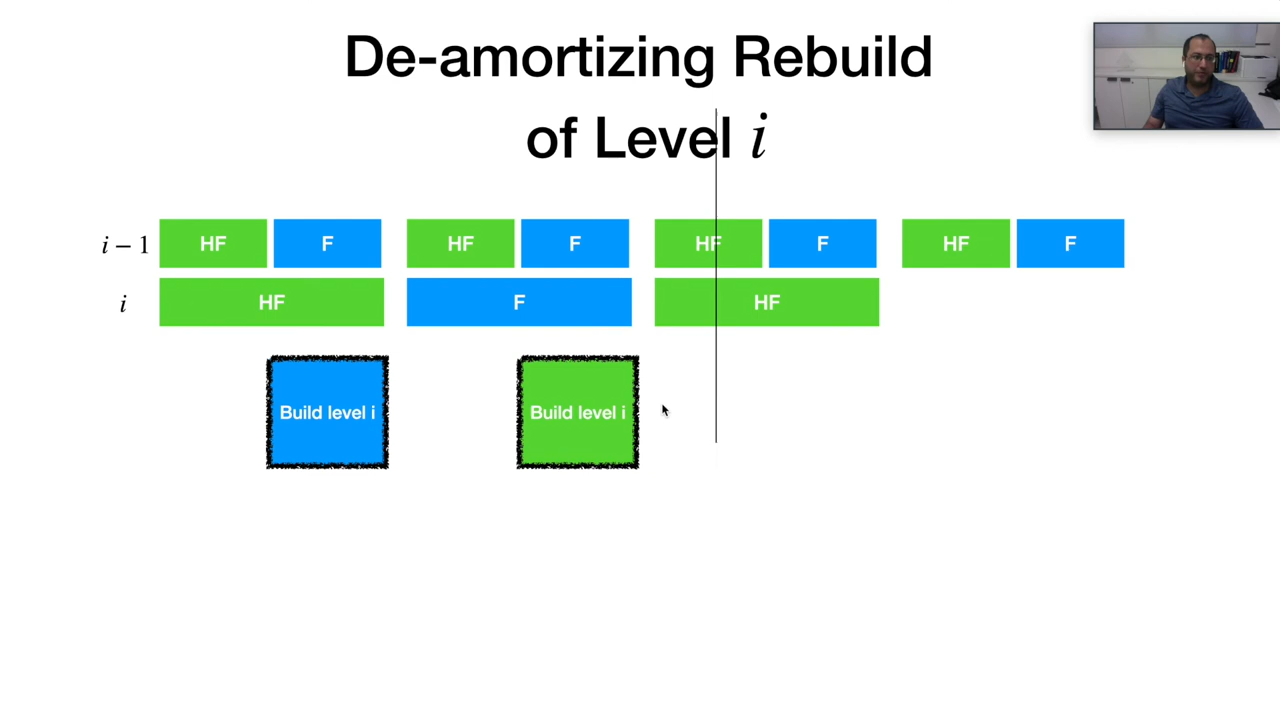 De-amortizing Rebuild
of Level i
i − 1 HF F HF F HF F HF F
i HF F HF
Build level i Build level i